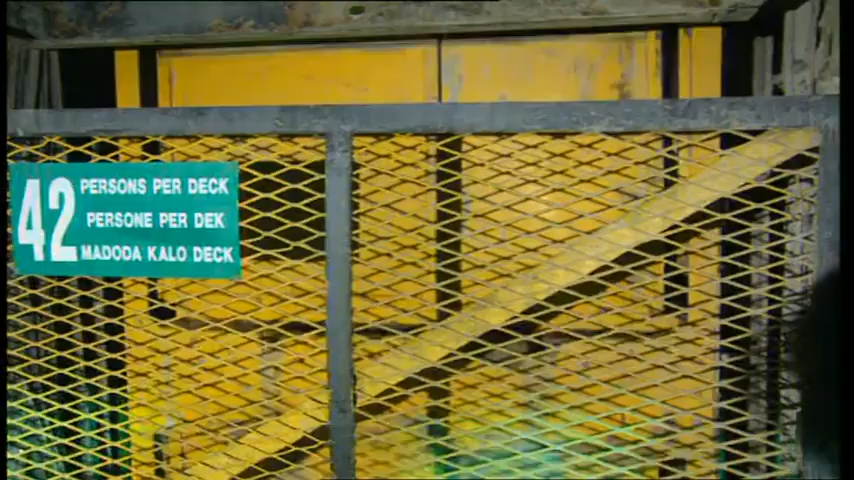 42
PERSONS PER DECK
PERSONE PER DEK
MADODA KALO DECK